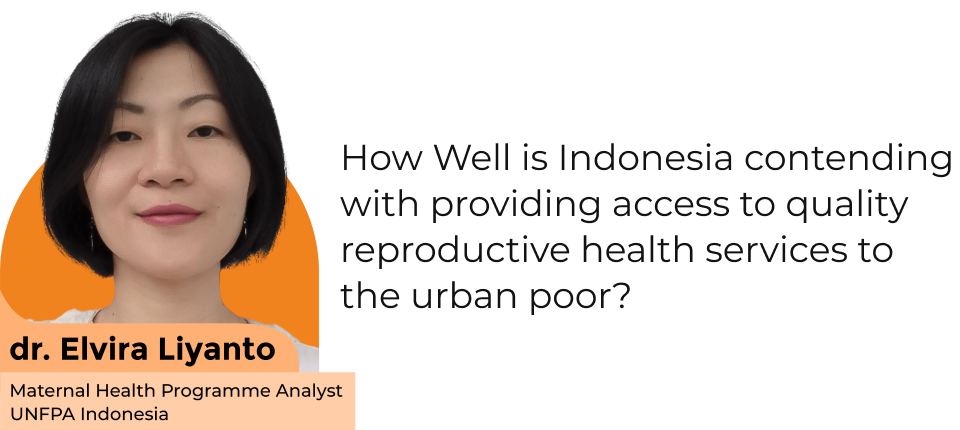 How Well is Indonesia contending
with providing access to quality
reproductive health services to
the urban poor?
dr. Elvira Liyanto
Maternal Health Programme Analyst
UNFPA Indonesia